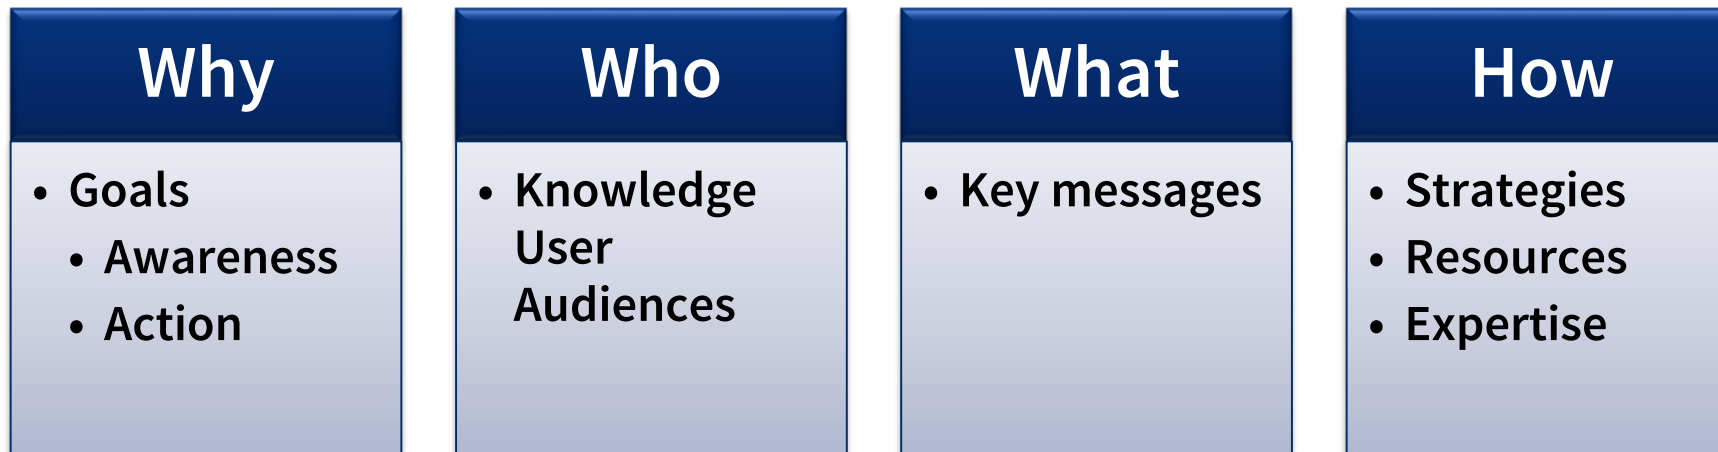 Why
• Goals
• Awareness
• Action
Who
• Knowledge
User
Audiences
What
• Key messages
How
• Strategies
• Resources
• Expertise